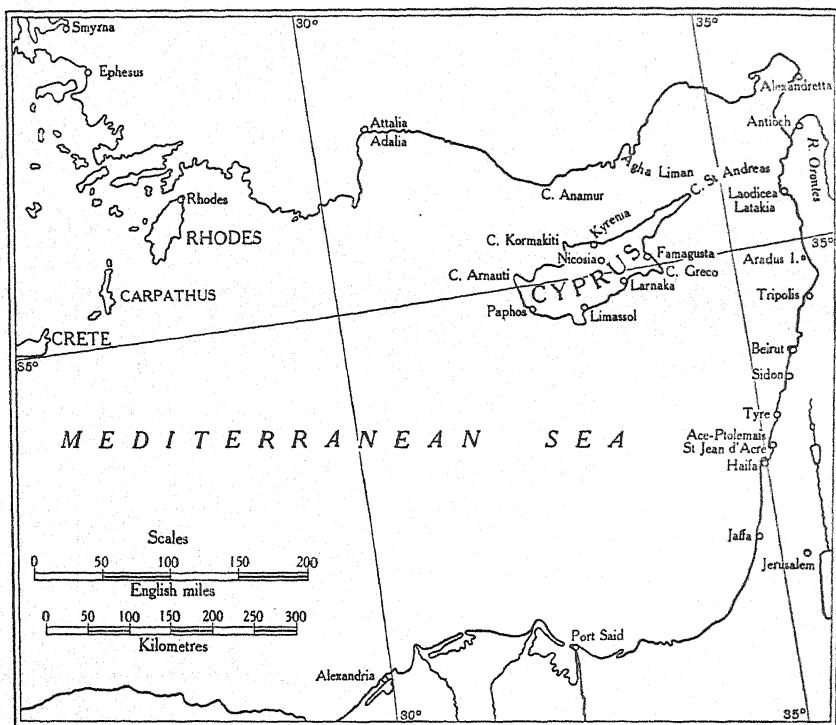 30°
35°
Smyrna
Ephesus
Alexandretta
Attalia
Adalia
Antioch
R. Orontes
Agha Liman
C. St Andreas
C. Anamur
Laodicea
Latakia
Rhodes
RHODES
Kyrenia
C. Kormakiti
Nicosia
Famagusta
35°
Aradus I.
C. Arnauti
CYPRUS
C. Greco
Larnaka
CARPATHUS
Tripolis
Paphos
Limassol
CRETE
35°
Beirut
Sidon
Tyre
MEDITERRANEAN SEA
Ace-Ptolemais
St Jean d'Acre
Haifa
Jaffa
Jerusalem
Scales
0 50 100 150 200
English miles
0 50 100 150 200 250 300
Kilometres
Port Said
Alexandria
30°
35°